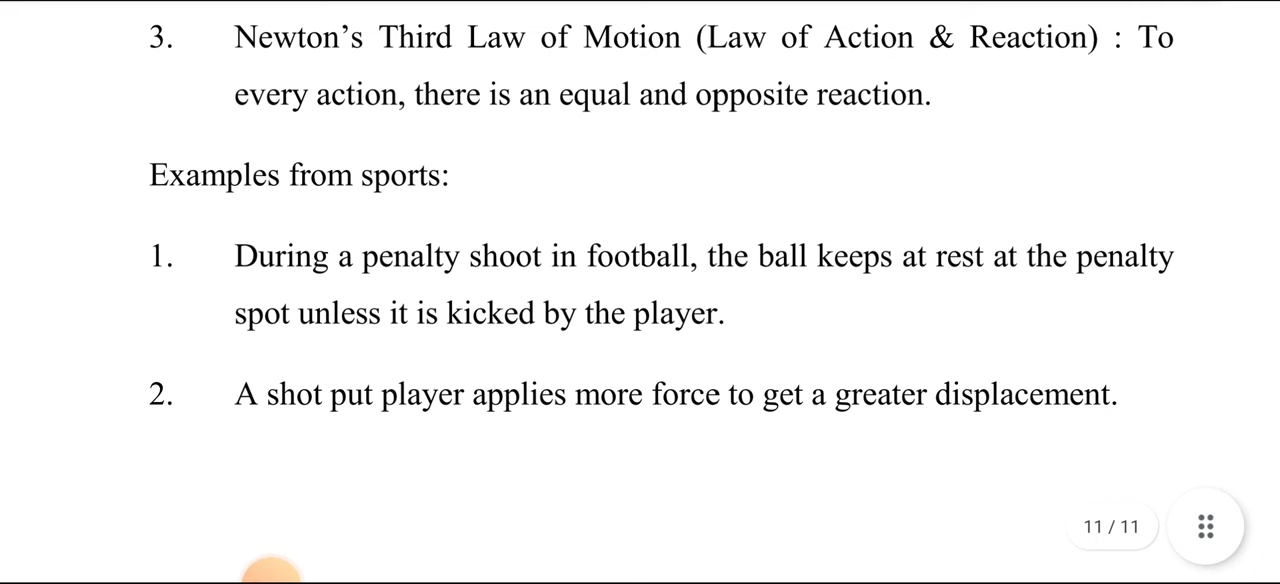 3. Newton’s Third Law of Motion (Law of Action & Reaction) : To
every action, there is an equal and opposite reaction.
Examples from sports:
1. During a penalty shoot in football, the ball keeps at rest at the penalty
spot unless it is kicked by the player.
2. A shot put player applies more force to get a greater displacement.
11 / 11